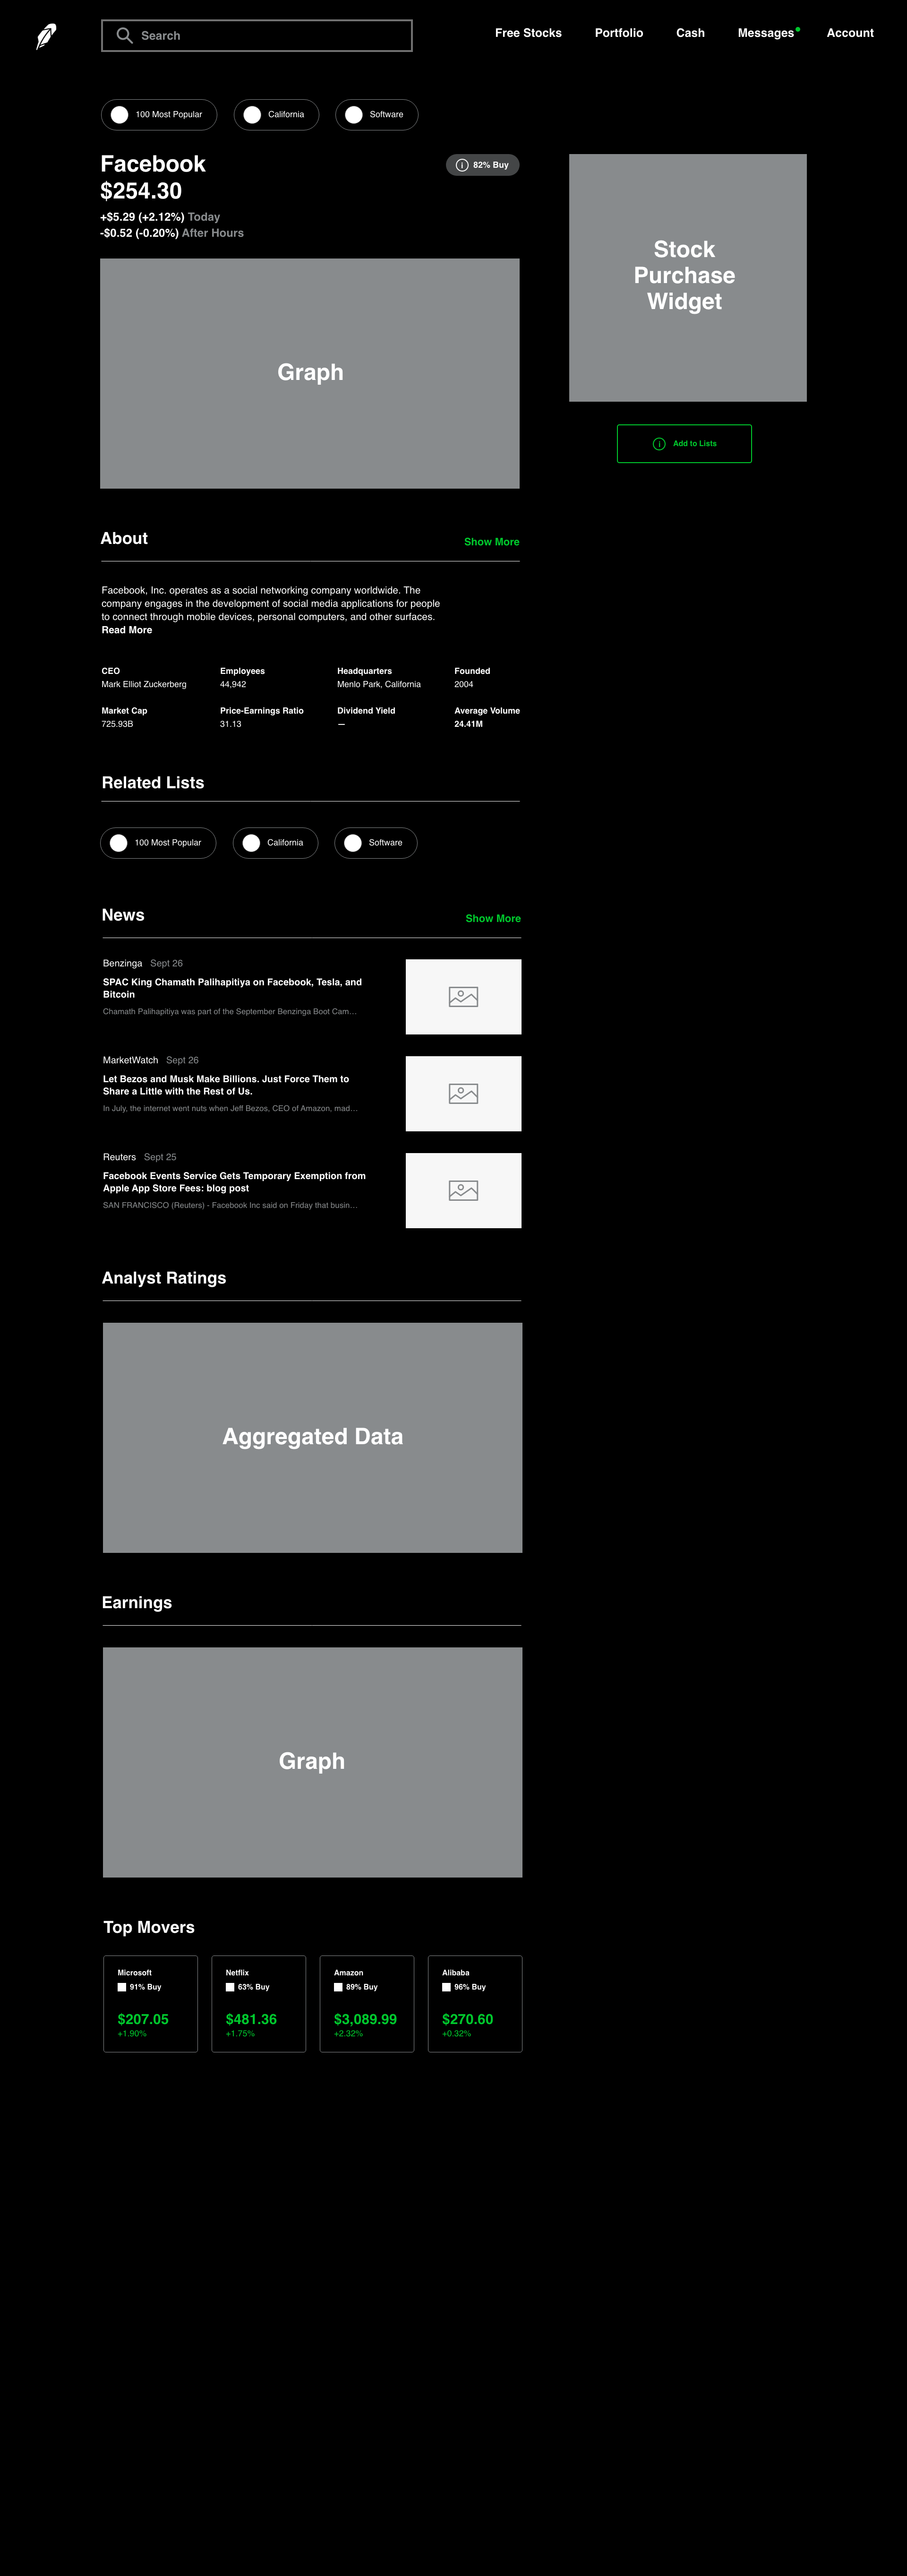 Search
Free Stocks
Portfolio
Cash
Messages
Account
100 Most Popular
California
Software
Facebook
$254.30
+$5.29 (+2.12%) Today
-$0.52 (-0.20%) After Hours
82% Buy
Stock
Purchase
Widget
Graph
Add to Lists
About
Show More
Facebook, Inc. operates as a social networking company worldwide. The
company engages in the development of social media applications for people
to connect through mobile devices, personal computers, and other surfaces.
Read More
CEO
Mark Elliot Zuckerberg
Employees
44,942
Headquarters
Menlo Park, California
Founded
2004
Market Cap
725.93B
Price-Earnings Ratio
31.13
Dividend Yield
—
Average Volume
24.41M
Related Lists
100 Most Popular
California
Software
News
Show More
Benzinga Sept 26
SPAC King Chamath Palihapitiya on Facebook, Tesla, and
Bitcoin
Chamath Palihapitiya was part of the September Benzinga Boot Cam…
MarketWatch Sept 26
Let Bezos and Musk Make Billions. Just Force Them to
Share a Little with the Rest of Us.
In July, the internet went nuts when Jeff Bezos, CEO of Amazon, mad…
Reuters Sept 25
Facebook Events Service Gets Temporary Exemption from
Apple App Store Fees: blog post
SAN FRANCISCO (Reuters) - Facebook Inc said on Friday that busin…
Analyst Ratings
Aggregated Data
Earnings
Graph
Top Movers
Microsoft
91% Buy
$207.05
+1.90%
Netflix
63% Buy
$481.36
+1.75%
Amazon
89% Buy
$3,089.99
+2.32%
Alibaba
96% Buy
$270.60
+0.32%